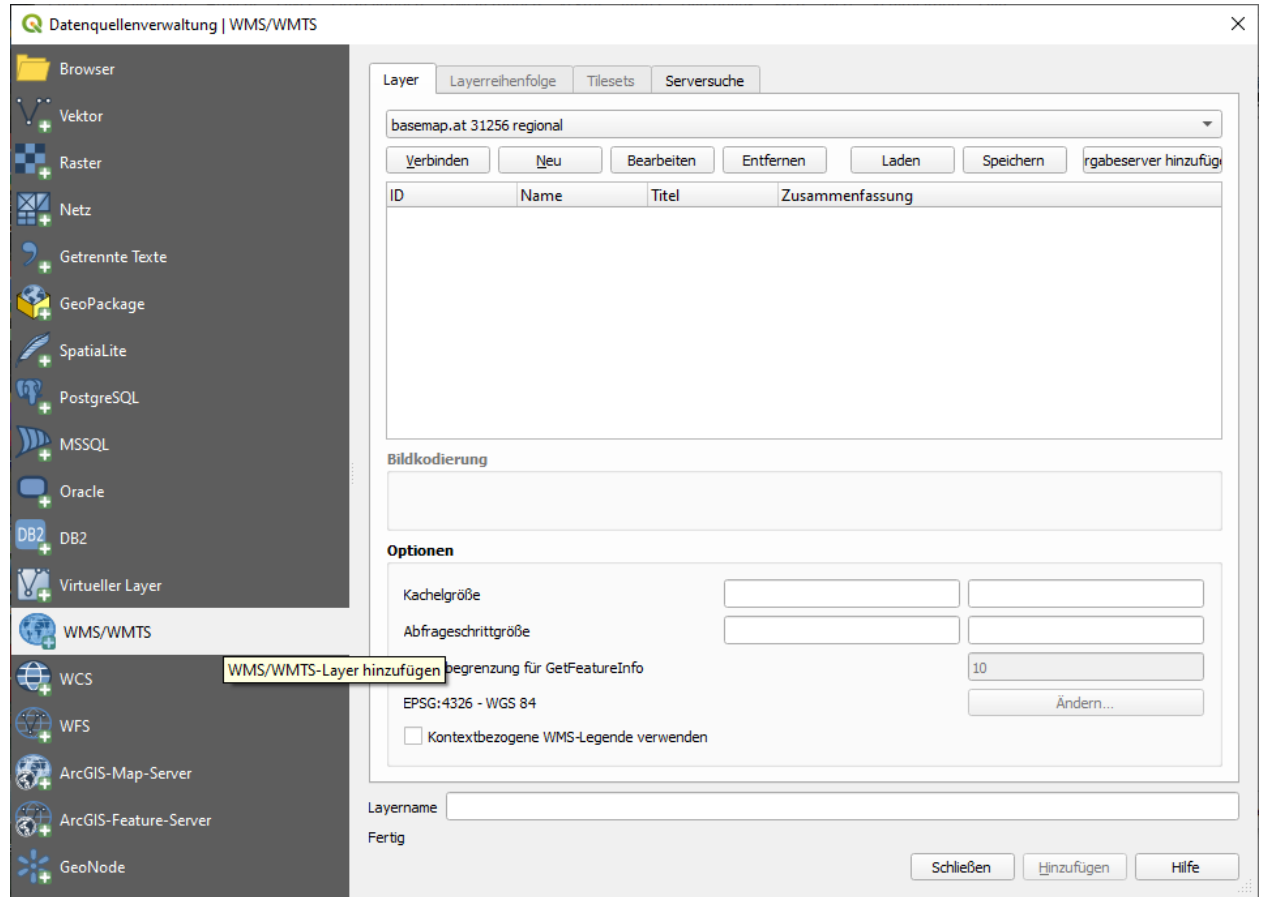 Datenquellenverwaltung | WMS/WMTS
Browser
Vektor
Raster
Netz
Getrennte Texte
GeoPackage
SpatiaLite
PostgreSQL
MSSQL
Oracle
DB2
DB2
Virtueller Layer
WMS/WMTS
WCS
WFS
ArcGIS-Map-Server
ArcGIS-Feature-Server
GeoNode
WMS/WMTS-Layer hinzufügen
Layer Layerreihenfolge Tilesets Serversuche
basemap.at 31256 regional
Verbinden Neu Bearbeiten Entfernen Laden Speichern rgabeserver hinzufüg
ID Name Titel Zusammenfassung
Bildkodierung
Optionen
Kachelgröße
Abfrageschrittgröße
begrenzung für GetFeatureInfo 10
EPSG:4326 - WGS 84 Ändern...
Kontextbezogene WMS-Legende verwenden
Layername
Fertig
Schließen Hinzufügen Hilfe